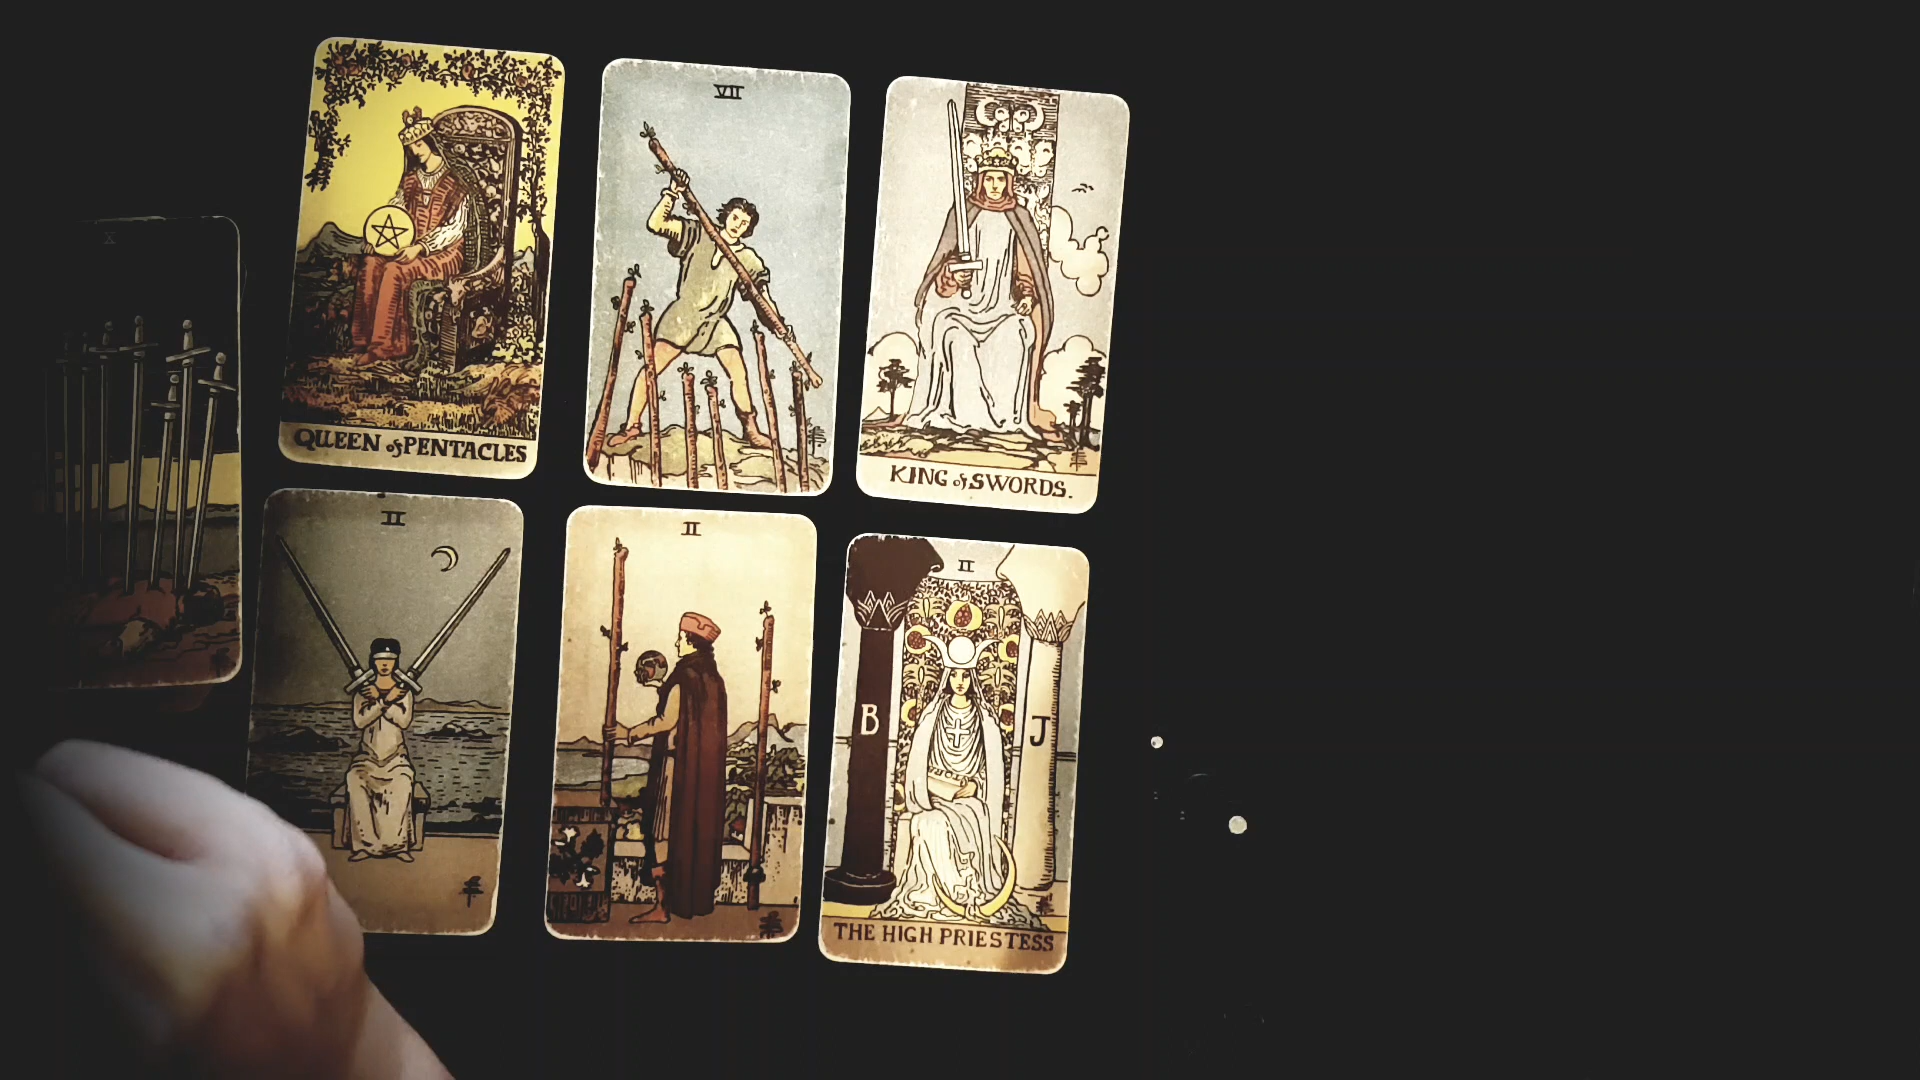 QUEEN of PENTACLES
VII
KING of SWORDS.
X
II
II
II
B
J
THE HIGH PRIESTESS